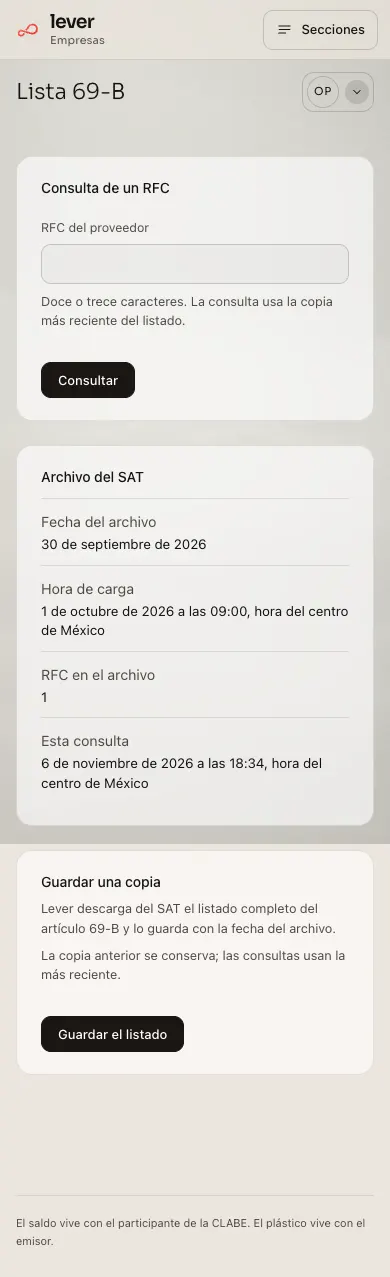 lever
Empresas
Secciones
Lista 69-B
OP
Consulta de un RFC
RFC del proveedor
Doce o trece caracteres. La consulta usa la copia
más reciente del listado.
Consultar
Archivo del SAT
Fecha del archivo
30 de septiembre de 2026
Hora de carga
1 de octubre de 2026 a las 09:00, hora del centro
de México
RFC en el archivo
1
Esta consulta
6 de noviembre de 2026 a las 18:34, hora del
centro de México
Guardar una copia
Lever descarga del SAT el listado completo del
artículo 69-B y lo guarda con la fecha del archivo.
La copia anterior se conserva; las consultas usan la
más reciente.
Guardar el listado
El saldo vive con el participante de la CLABE. El plástico vive con el
emisor.